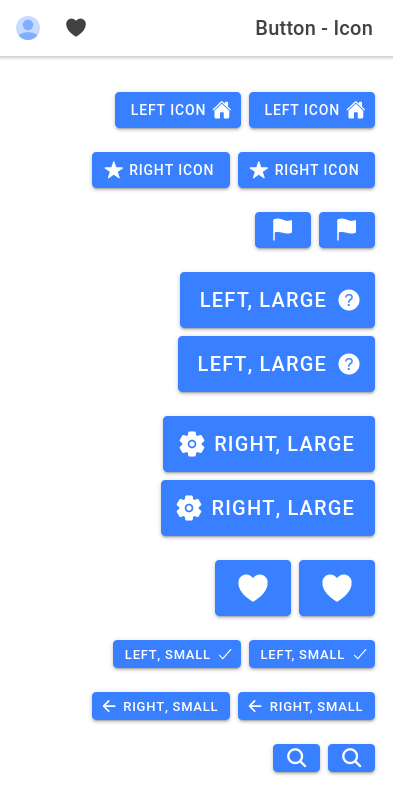 Button - Icon
LEFT ICON LEFT ICON
RIGHT ICON RIGHT ICON
LEFT, LARGE
LEFT, LARGE
RIGHT, LARGE
RIGHT, LARGE
LEFT, SMALL LEFT, SMALL
RIGHT, SMALL RIGHT, SMALL